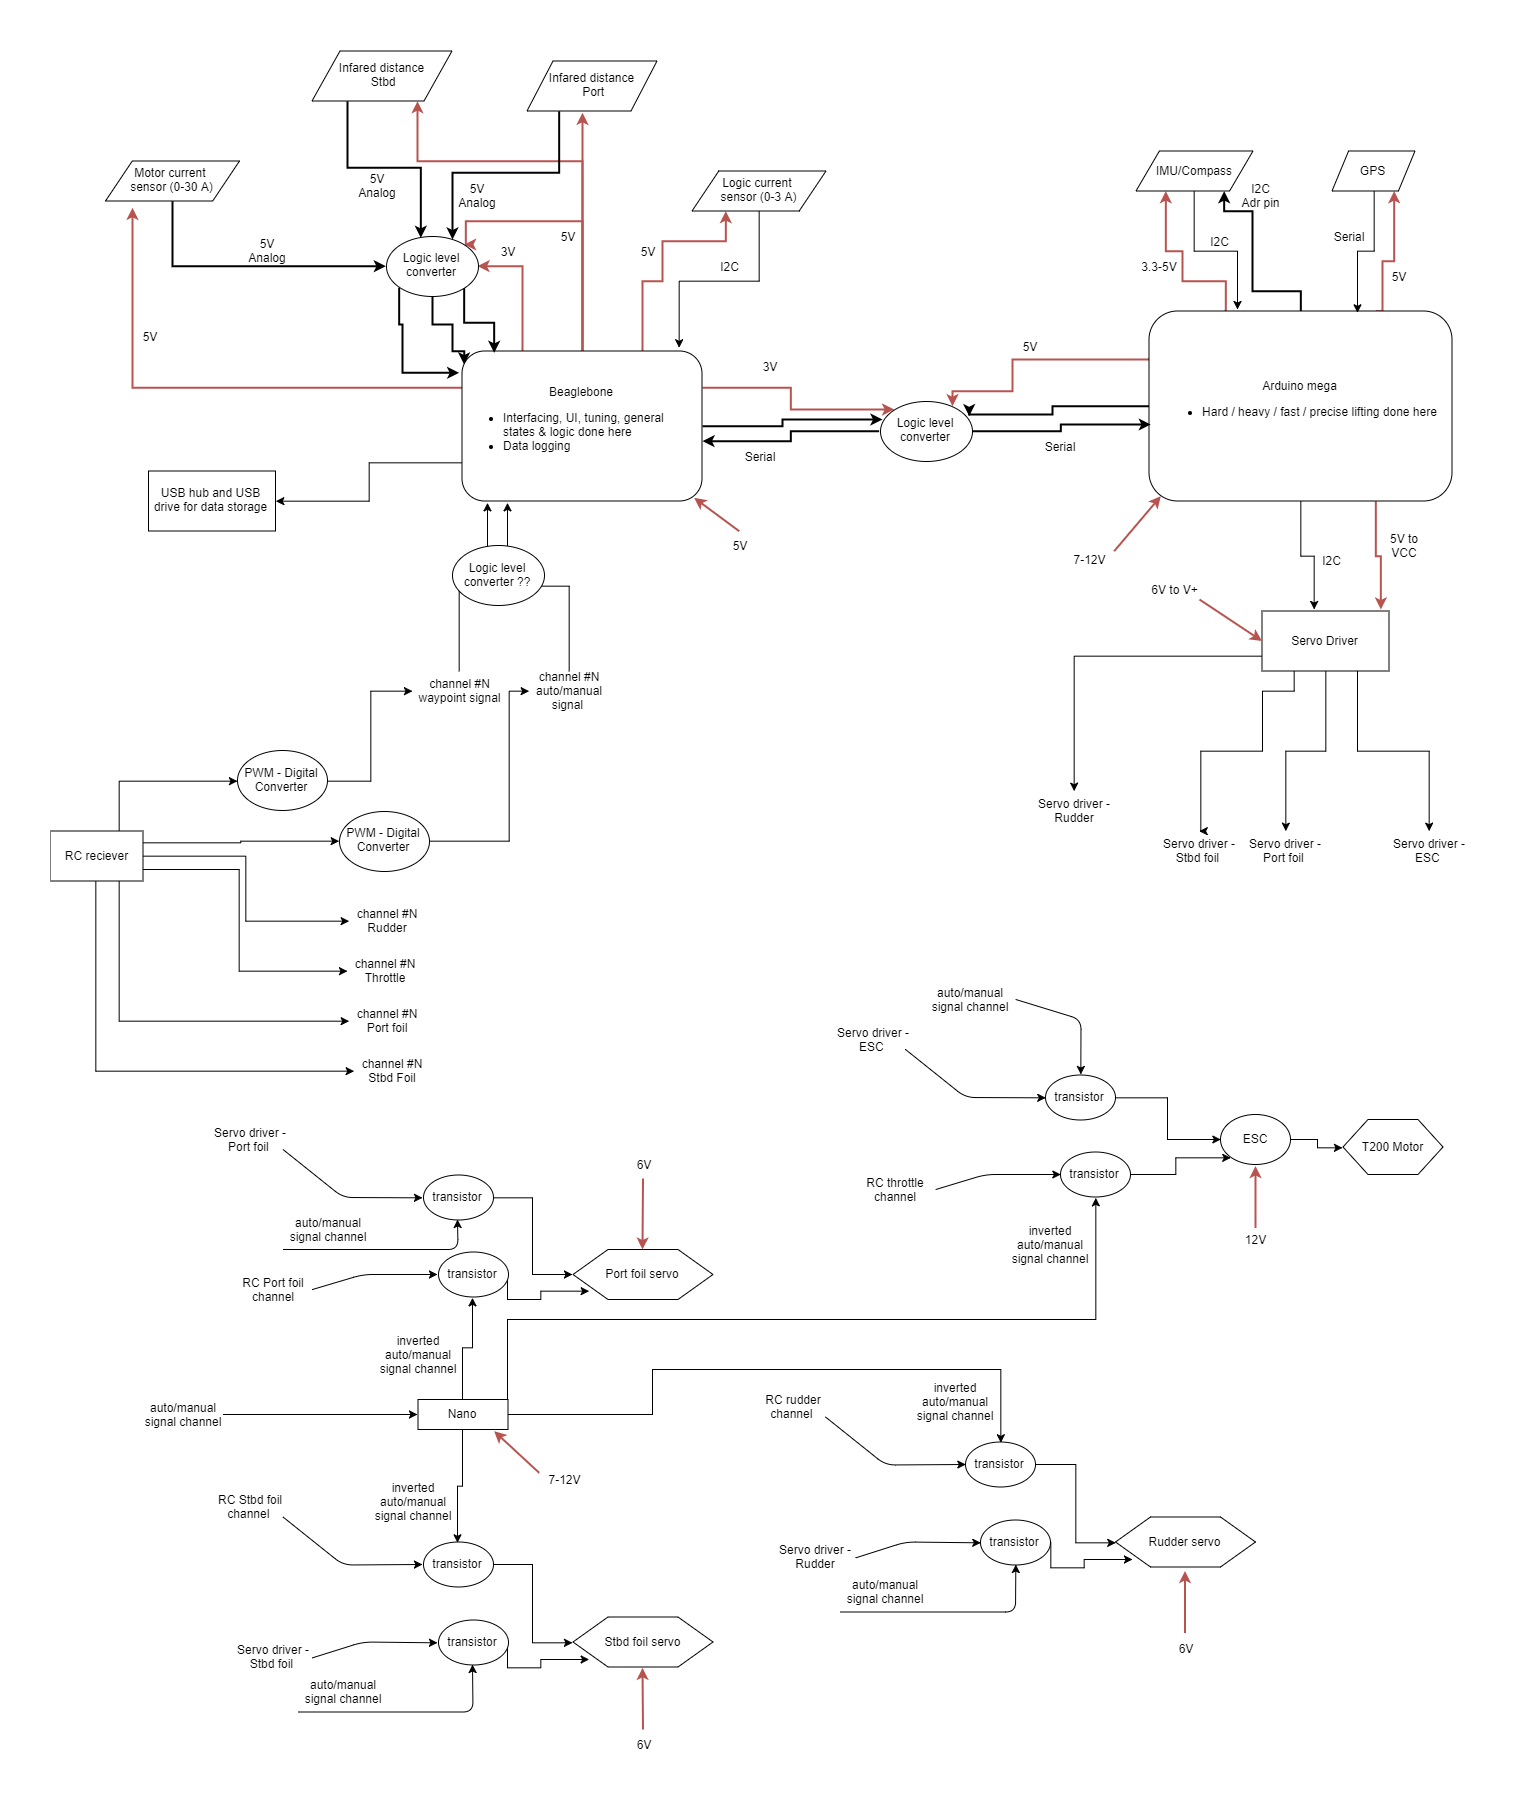 Infared distance
Stbd
Infared distance
Port
Motor current
sensor (0-30 A)
Logic current
sensor (0-3 A)
IMU/Compass
GPS
5V
Analog
5V
Analog
I2C
Adr pin
5V
Analog
Logic level
converter
3V
5V
5V
I2C
I2C
Serial
3.3-5V
5V
5V
3V
5V
Beaglebone
Interfacing, UI, tuning, general
states & logic done here
Data logging
Logic level
converter
Serial
Serial
Arduino mega
Hard / heavy / fast / precise lifting done here
USB hub and USB
drive for data storage
5V
7-12V
5V to
VCC
I2C
Logic level
converter ??
6V to V+
Servo Driver
channel #N
waypoint signal
channel #N
auto/manual
signal
PWM - Digital
Converter
PWM - Digital
Converter
RC reciever
Servo driver -
Rudder
Servo driver -
Stbd foil
Servo driver -
Port foil
Servo driver -
ESC
channel #N
Rudder
channel #N
Throttle
channel #N
Port foil
channel #N
Stbd Foil
auto/manual
signal channel
Servo driver -
ESC
transistor
ESC
T200 Motor
RC throttle
channel
transistor
inverted
auto/manual
signal channel
12V
Servo driver -
Port foil
transistor
6V
auto/manual
signal channel
RC Port foil
channel
transistor
Port foil servo
inverted
auto/manual
signal channel
auto/manual
signal channel
Nano
7-12V
RC rudder
channel
inverted
auto/manual
signal channel
transistor
inverted
auto/manual
signal channel
RC Stbd foil
channel
transistor
Servo driver -
Rudder
transistor
Rudder servo
auto/manual
signal channel
6V
Servo driver -
Stbd foil
transistor
Stbd foil servo
auto/manual
signal channel
6V